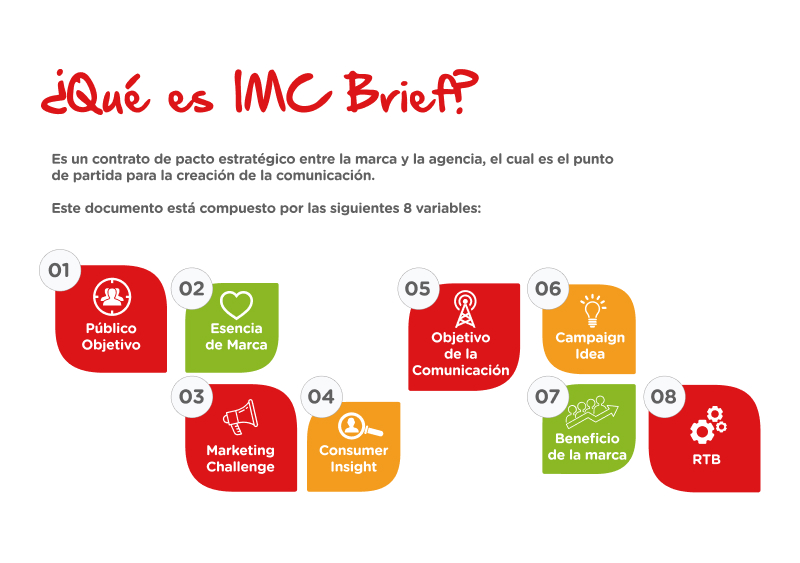 ¿Qué es IMC Brief?
Es un contrato de pacto estratégico entre la marca y la agencia, el cual es el punto
de partida para la creación de la comunicación.
Este documento está compuesto por las siguientes 8 variables:
01
Público
Objetivo
02
Esencia
de Marca
03
Marketing
Challenge
04
Consumer
Insight
05
Objetivo
de la
Comunicación
06
Campaign
Idea
07
Beneficio
de la marca
08
RTB